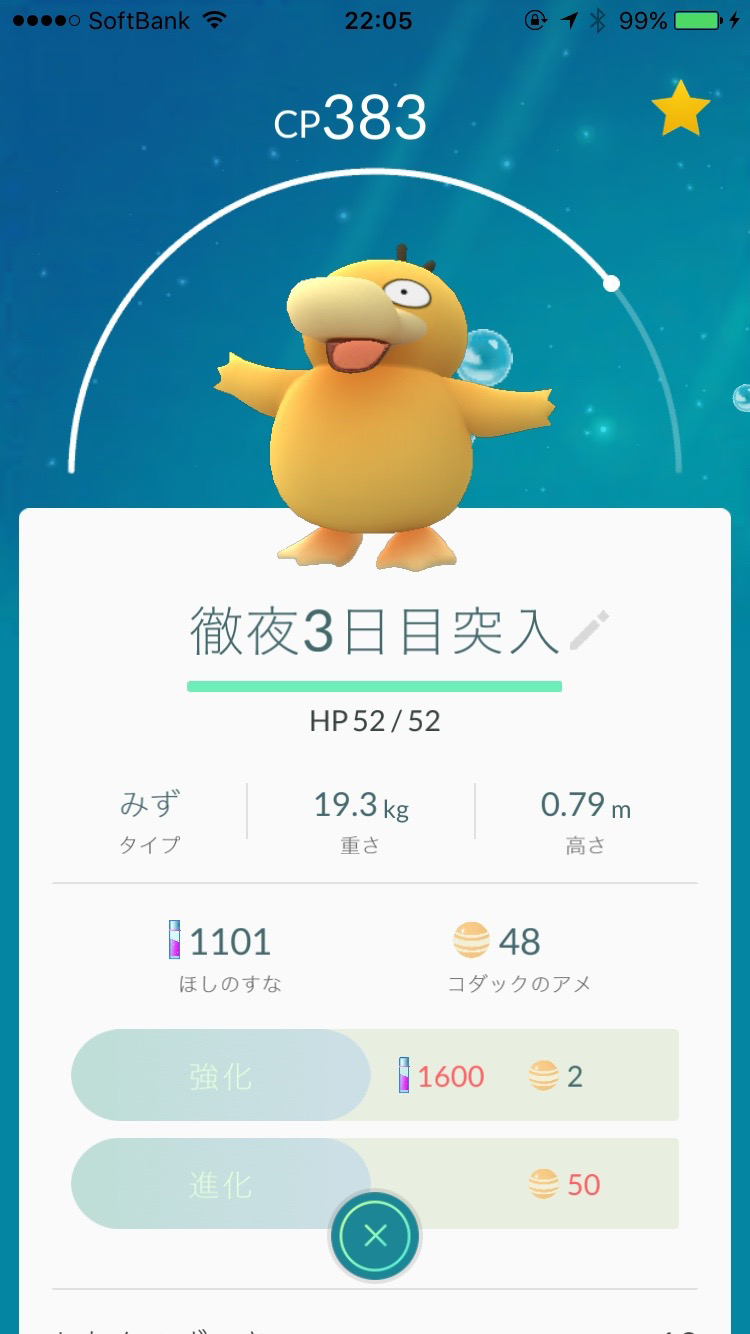 SoftBank 22:05 99%
CP383
徹夜3日目突入
HP 52 / 52
みず 19.3 kg 0.79 m
タイプ 重さ 高さ
1101 48
ほしのすな コダックのアメ
強化 1600 2
進化 50